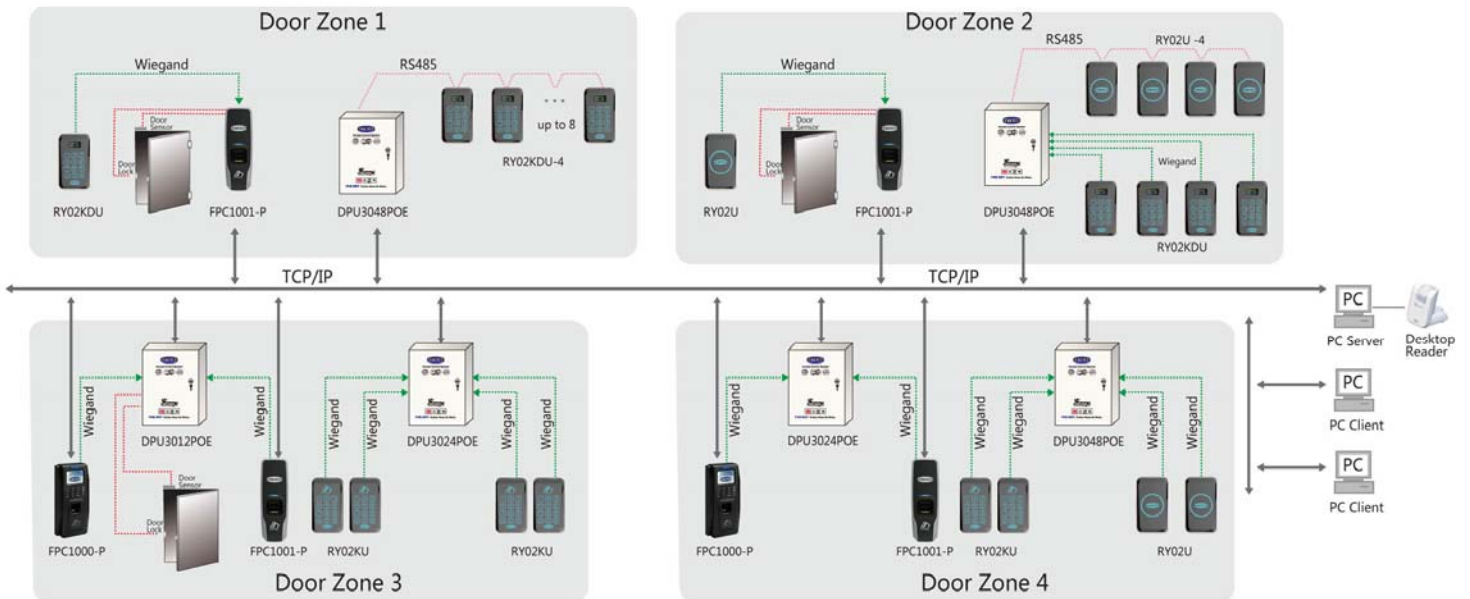 Door Zone 1
Wiegand
RS485
Door
Sensor
Door
Lock
up to 8
RY02KDU-4
RY02KDU
FPC1001-P
DPU3048POE
Door Zone 2
RS485
RY02U -4
Wiegand
Door
Sensor
Door
Lock
Wiegand
RY02U
FPC1001-P
DPU3048POE
RY02KDU
TCP/IP
TCP/IP
PC
PC Server
Desktop
Reader
PC
PC Client
PC
PC Client
Wiegand
DPU3012POE
Wiegand
Wiegand
Wiegand
DPU3024POE
Wiegand
Wiegand
Door
Sensor
Door
Lock
FPC1000-P
FPC1001-P
RY02KU
RY02KU
Door Zone 3
Wiegand
DPU3024POE
Wiegand
Wiegand
Wiegand
DPU3048POE
Wiegand
Wiegand
FPC1000-P
FPC1001-P
RY02KU
RY02U
Door Zone 4